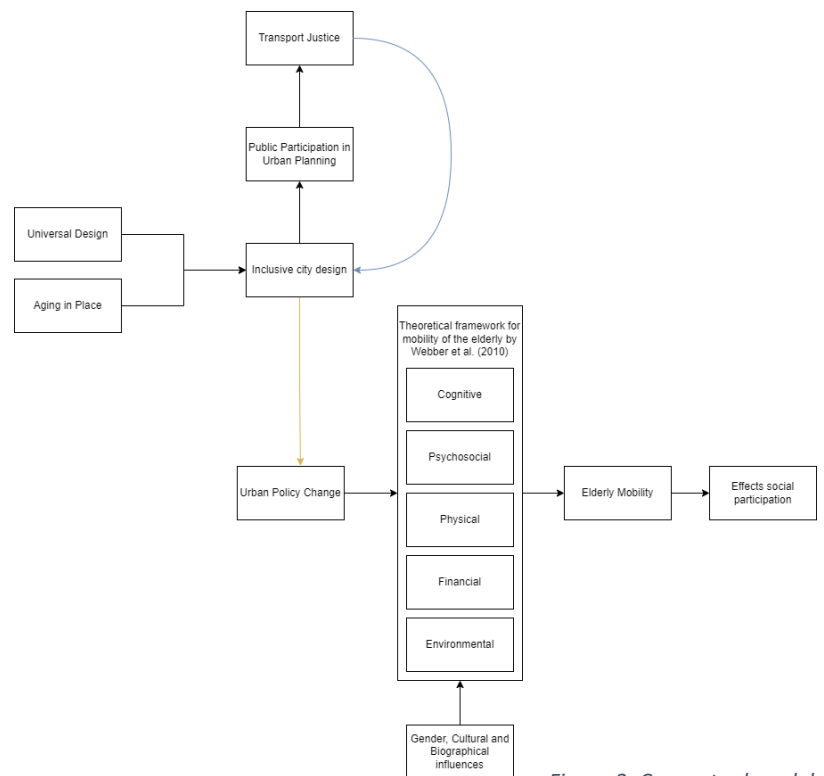 Transport Justice
Public Participation in
Urban Planning
Universal Design
Inclusive city design
Aging in Place
Theoretical framework for
mobility of the elderly by
Webber et al. (2010)
Cognitive
Psychosocial
Physical
Financial
Environmental
Urban Policy Change
Elderly Mobility
Effects social
participation
Gender, Cultural and
Biographical
influences